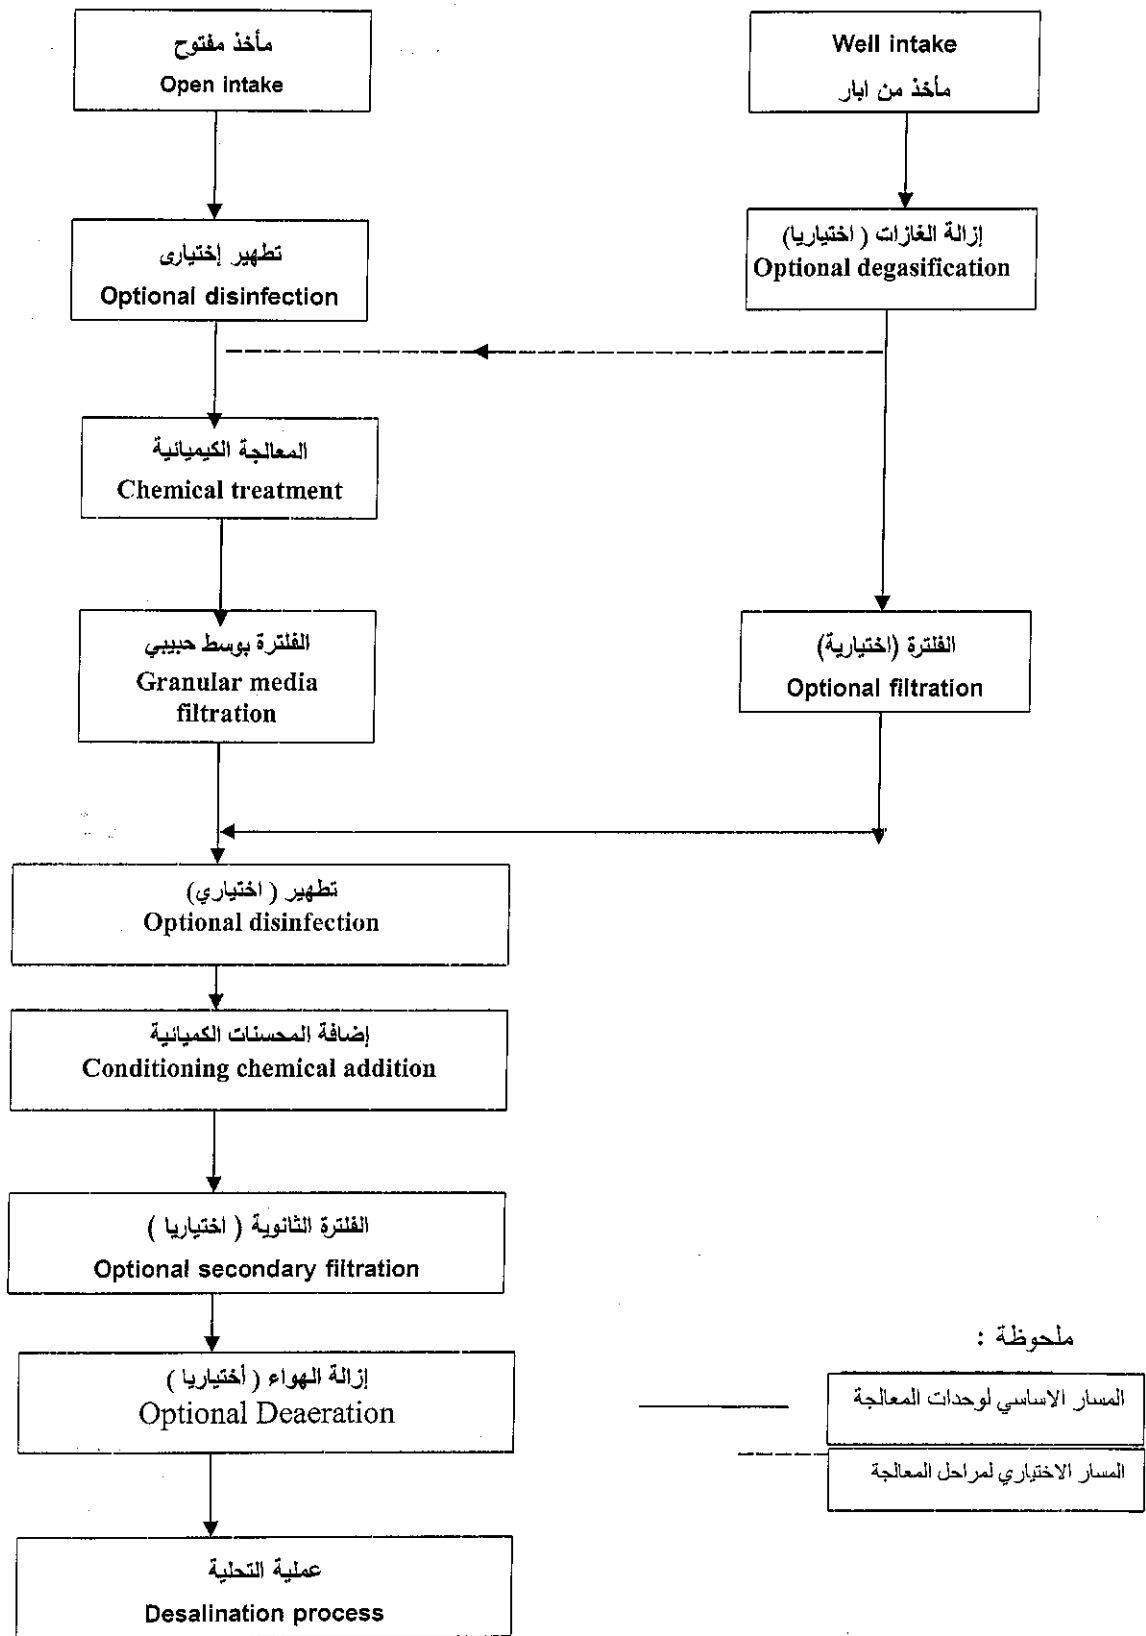 مأخذ مفتوح
Open intake
Well intake
مأخذ من ابار
تطهير إختيارى
Optional disinfection
إزالة الغازات ( اختياريا)
Optional degasification
المعالجة الكيميائية
Chemical treatment
الفلترة بوسط حبيبي
Granular media
filtration
الفلترة (اختيارية)
Optional filtration
تطهير ( اختياري)
Optional disinfection
إضافة المحسنات الكميائية
Conditioning chemical addition
الفلترة الثانوية ( اختياريا )
Optional secondary filtration
إزالة الهواء ( أختياريا )
Optional Deaeration
عملية التحلية
Desalination process
ملحوظة :
المسار الاساسي لوحدات المعالجة
المسار الاختياري لمراحل المعالجة